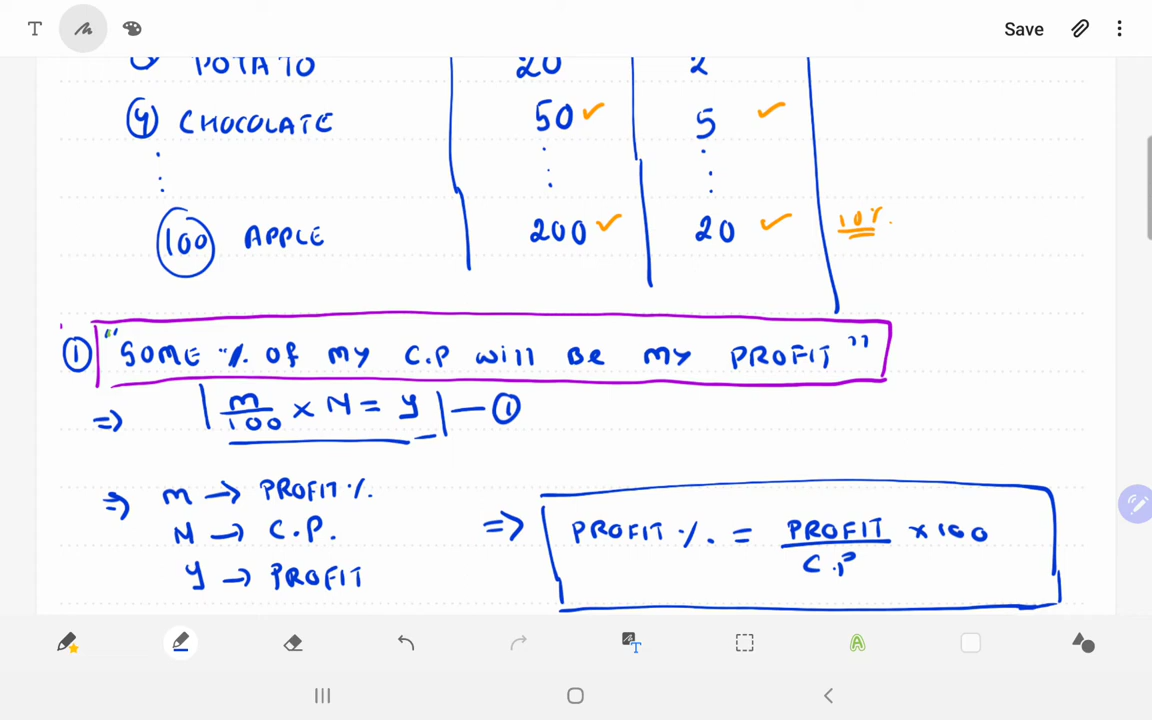 T Save
POTATO 20 2
4 CHOCOLATE 50 ✓ 5 ✓
100 APPLE 200 ✓ 20 ✓ 10%.
① "SOME % OF MY C.P WILL BE MY PROFIT"
=> | m/100 × N = y | — ①
=> m → PROFIT %.
N → C.P.
y → PROFIT
=> PROFIT % = PROFIT/C.P × 100
T
A